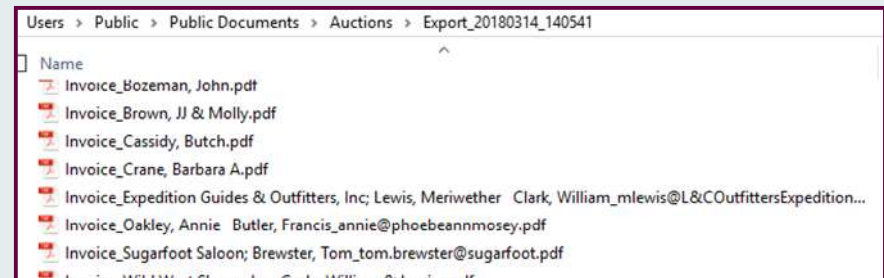 Users > Public > Public Documents > Auctions > Export_20180314_140541
Name
Invoice_Bozeman, John.pdf
Invoice_Brown, JJ & Molly.pdf
Invoice_Cassidy, Butch.pdf
Invoice_Crane, Barbara A.pdf
Invoice_Expedition Guides & Outfitters, Inc; Lewis, Meriwether   Clark, William_mlewis@L&COutfittersExpedition...
Invoice_Oakley, Annie   Butler, Francis_annie@phoebeannmosey.pdf
Invoice_Sugarfoot Saloon; Brewster, Tom_tom.brewster@sugarfoot.pdf